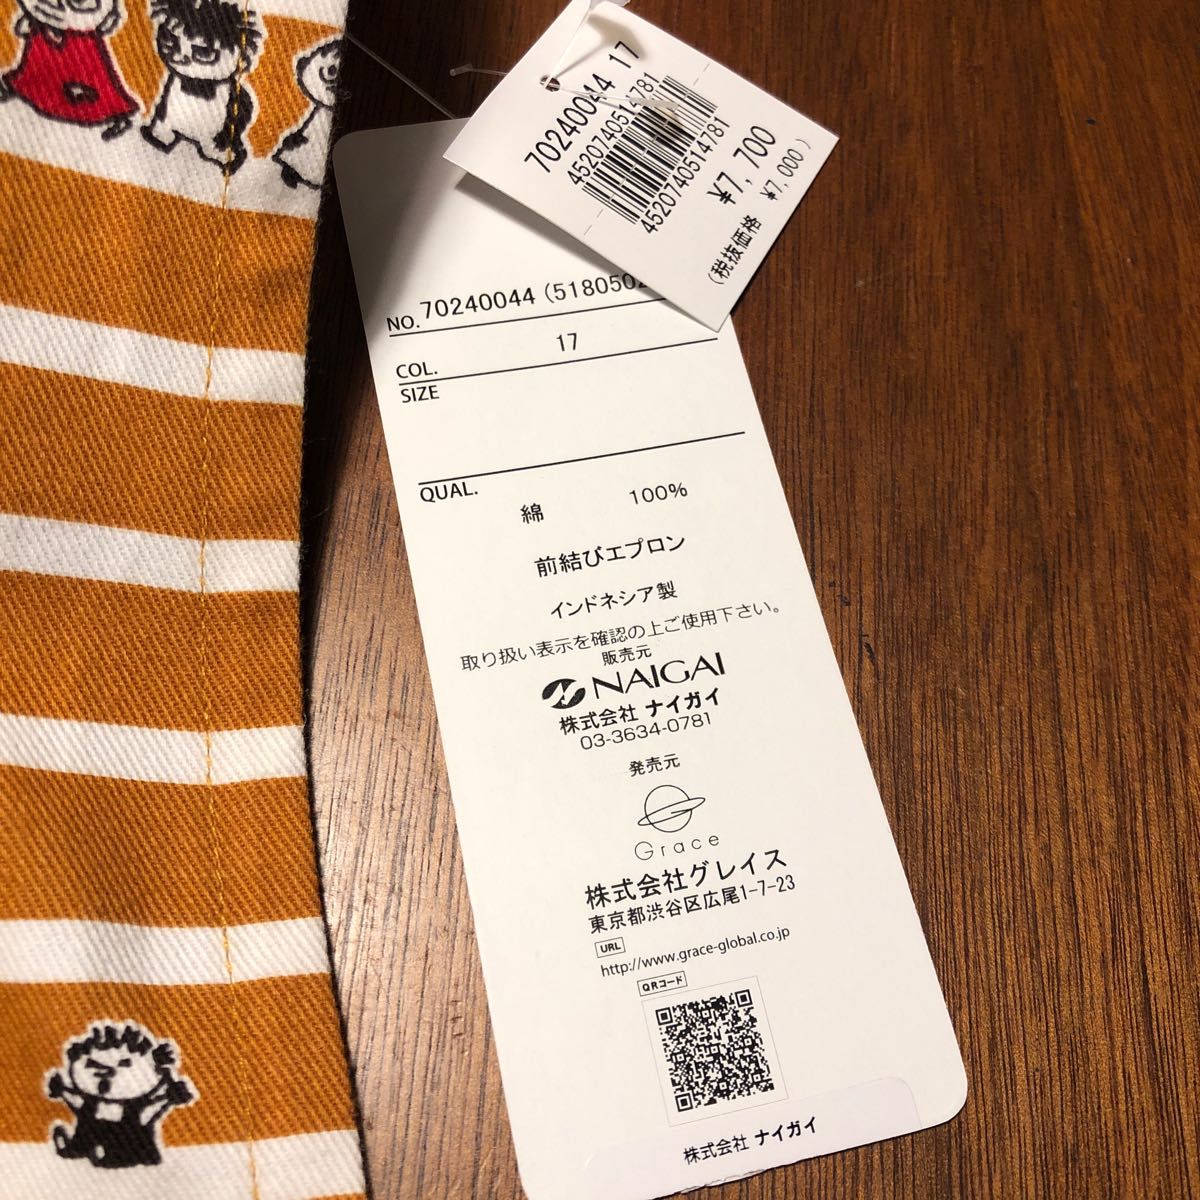 70240044 17
4520740514781
4520740514781
¥7,700
(税抜価格 ¥7,000)
NO. 70240044 (518050
COL. 17
SIZE
QUAL.
綿 100%
前結びエプロン
インドネシア製
取り扱い表示を確認の上ご使用下さい。
販売元
NAIGAI
株式会社 ナイガイ
03-3634-0781
発売元
Grace
株式会社グレイス
東京都渋谷区広尾1-7-23
URL
http://www.grace-global.co.jp
QRコード
株式会社 ナイガイ